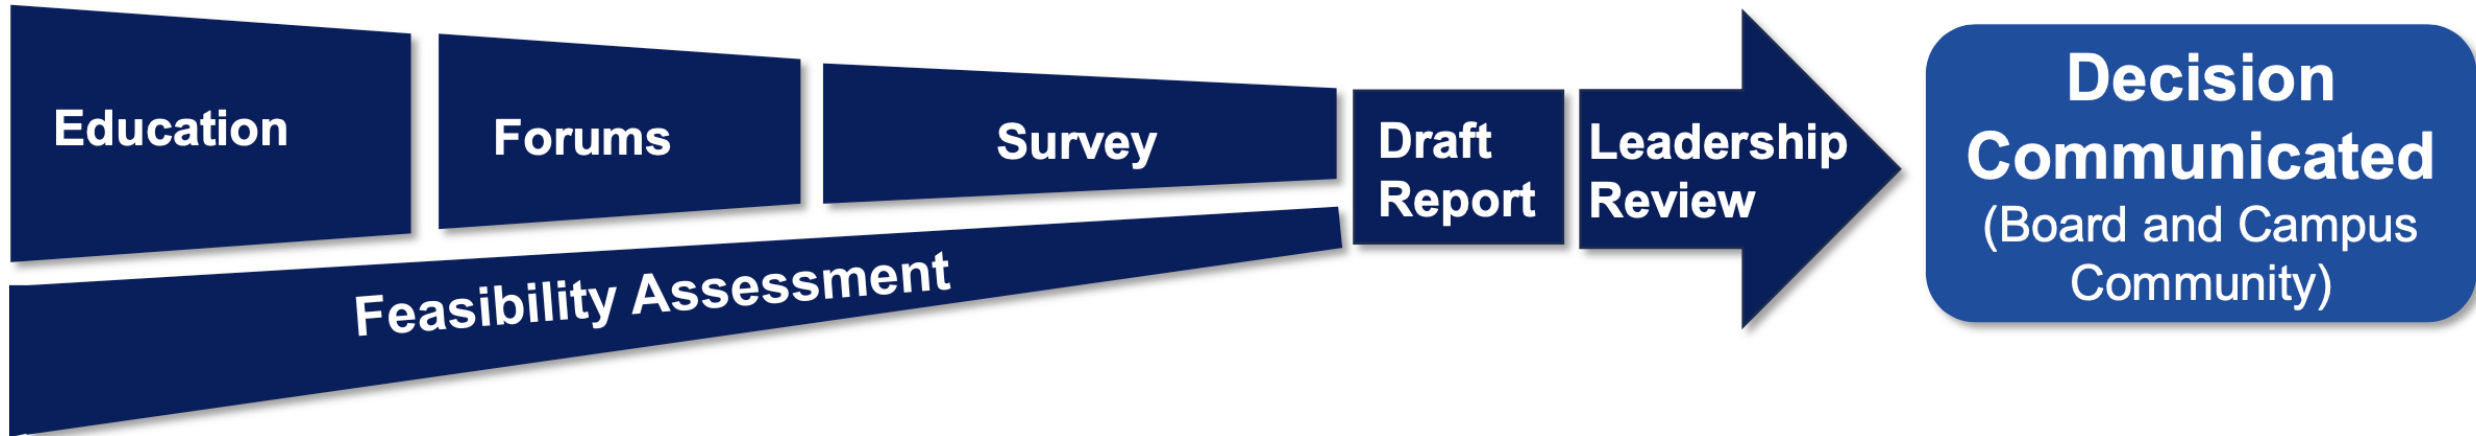 Education
Forums
Survey
Draft
Report
Leadership
Review
Feasibility Assessment
Decision
Communicated
(Board and Campus
Community)